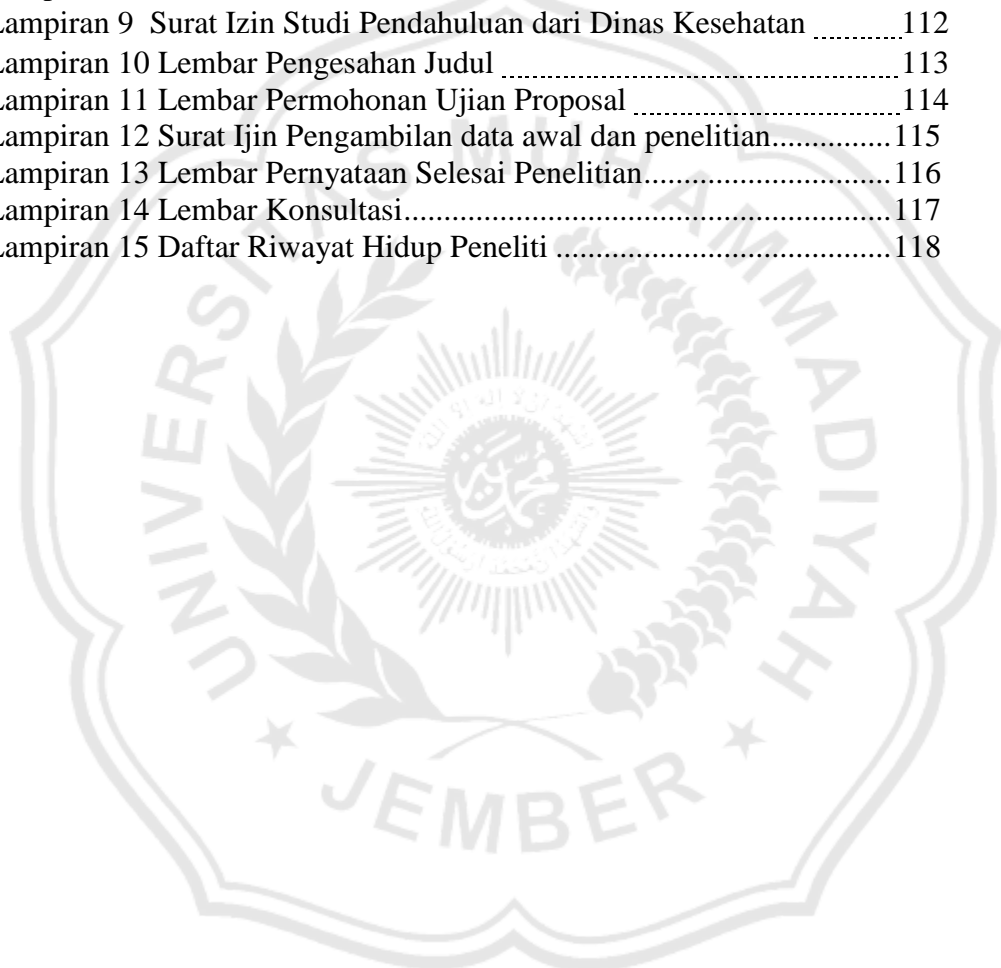 Lampiran 9 Surat Izin Studi Pendahuluan dari Dinas Kesehatan 112
Lampiran 10 Lembar Pengesahan Judul 113
Lampiran 11 Lembar Permohonan Ujian Proposal 114
Lampiran 12 Surat Ijin Pengambilan data awal dan penelitian...............115
Lampiran 13 Lembar Pernyataan Selesai Penelitian...............................116
Lampiran 14 Lembar Konsultasi.............................................................117
Lampiran 15 Daftar Riwayat Hidup Peneliti ..........................................118
UNIVERSITAS MUHAMMADIYAH
JEMBER